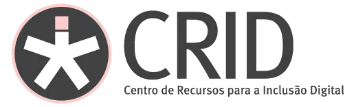 CRID
Centro de Recursos para a Inclusão Digital